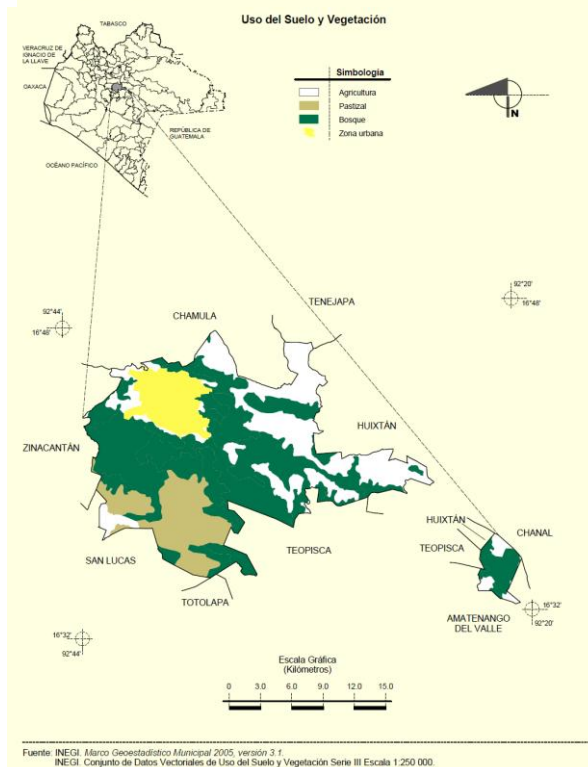 Uso del Suelo y Vegetación
TABASCO
VERACRUZ DE
IGNACIO DE
LA LLAVE
OAXACA
REPÚBLICA DE
GUATEMALA
OCÉANO PACÍFICO
Simbología
Agricultura
Pastizal
Bosque
Zona urbana
N
92°20'
16°48'
92°44'
16°48'
TENEJAPA
CHAMULA
HUIXTÁN
ZINACANTÁN
HUIXTÁN
CHANAL
TEOPISCA
TEOPISCA
SAN LUCAS
TOTOLAPA
AMATENANGO
DEL VALLE
16°32'
92°20'
16°32'
92°44'
Escala Gráfica
(Kilómetros)
0 3.0 6.0 9.0 12.0 15.0
Fuente: INEGI. Marco Geoestadístico Municipal 2005, versión 3.1.
INEGI. Conjunto de Datos Vectoriales de Uso del Suelo y Vegetación Serie III Escala 1:250 000.